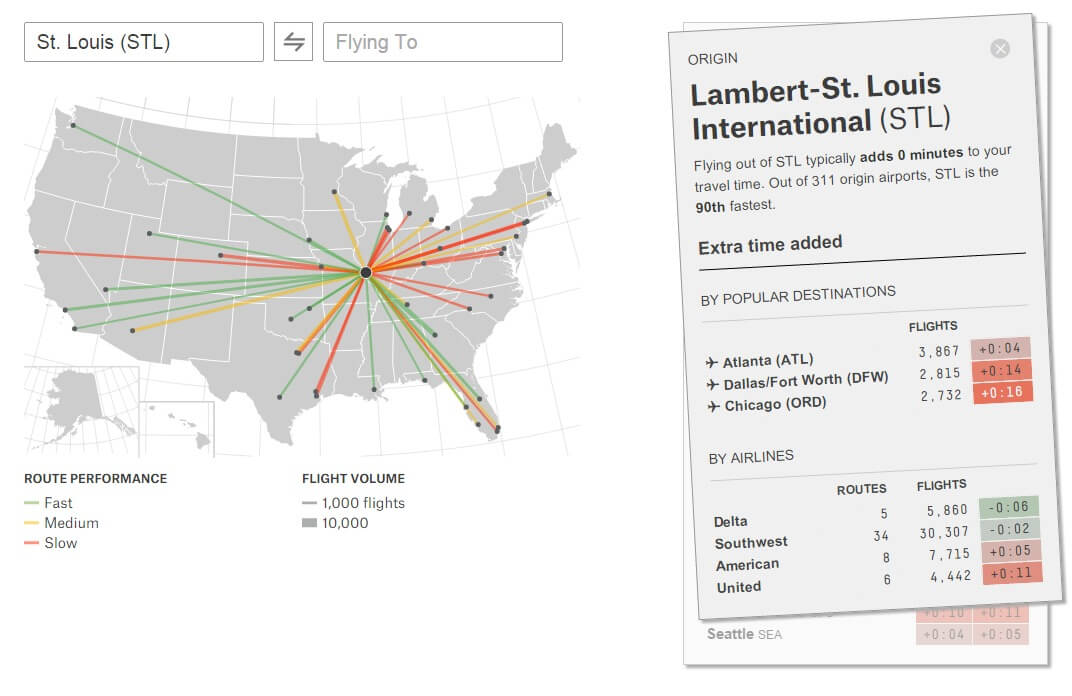 St. Louis (STL)
Flying To
ROUTE PERFORMANCE
Fast
Medium
Slow
FLIGHT VOLUME
1,000 flights
10,000
ORIGIN
Lambert-St. Louis
International (STL)
Flying out of STL typically adds 0 minutes to your
travel time. Out of 311 origin airports, STL is the
90th fastest.
Extra time added
BY POPULAR DESTINATIONS
FLIGHTS
Atlanta (ATL) 3,867 +0:04
Dallas/Fort Worth (DFW) 2,815 +0:14
Chicago (ORD) 2,732 +0:16
BY AIRLINES
ROUTES FLIGHTS
Delta 5 5,860 -0:06
Southwest 34 30,307 -0:02
American 8 7,715 +0:05
United 6 4,442 +0:11
+0:10 +0:11
Seattle SEA +0:04 +0:05